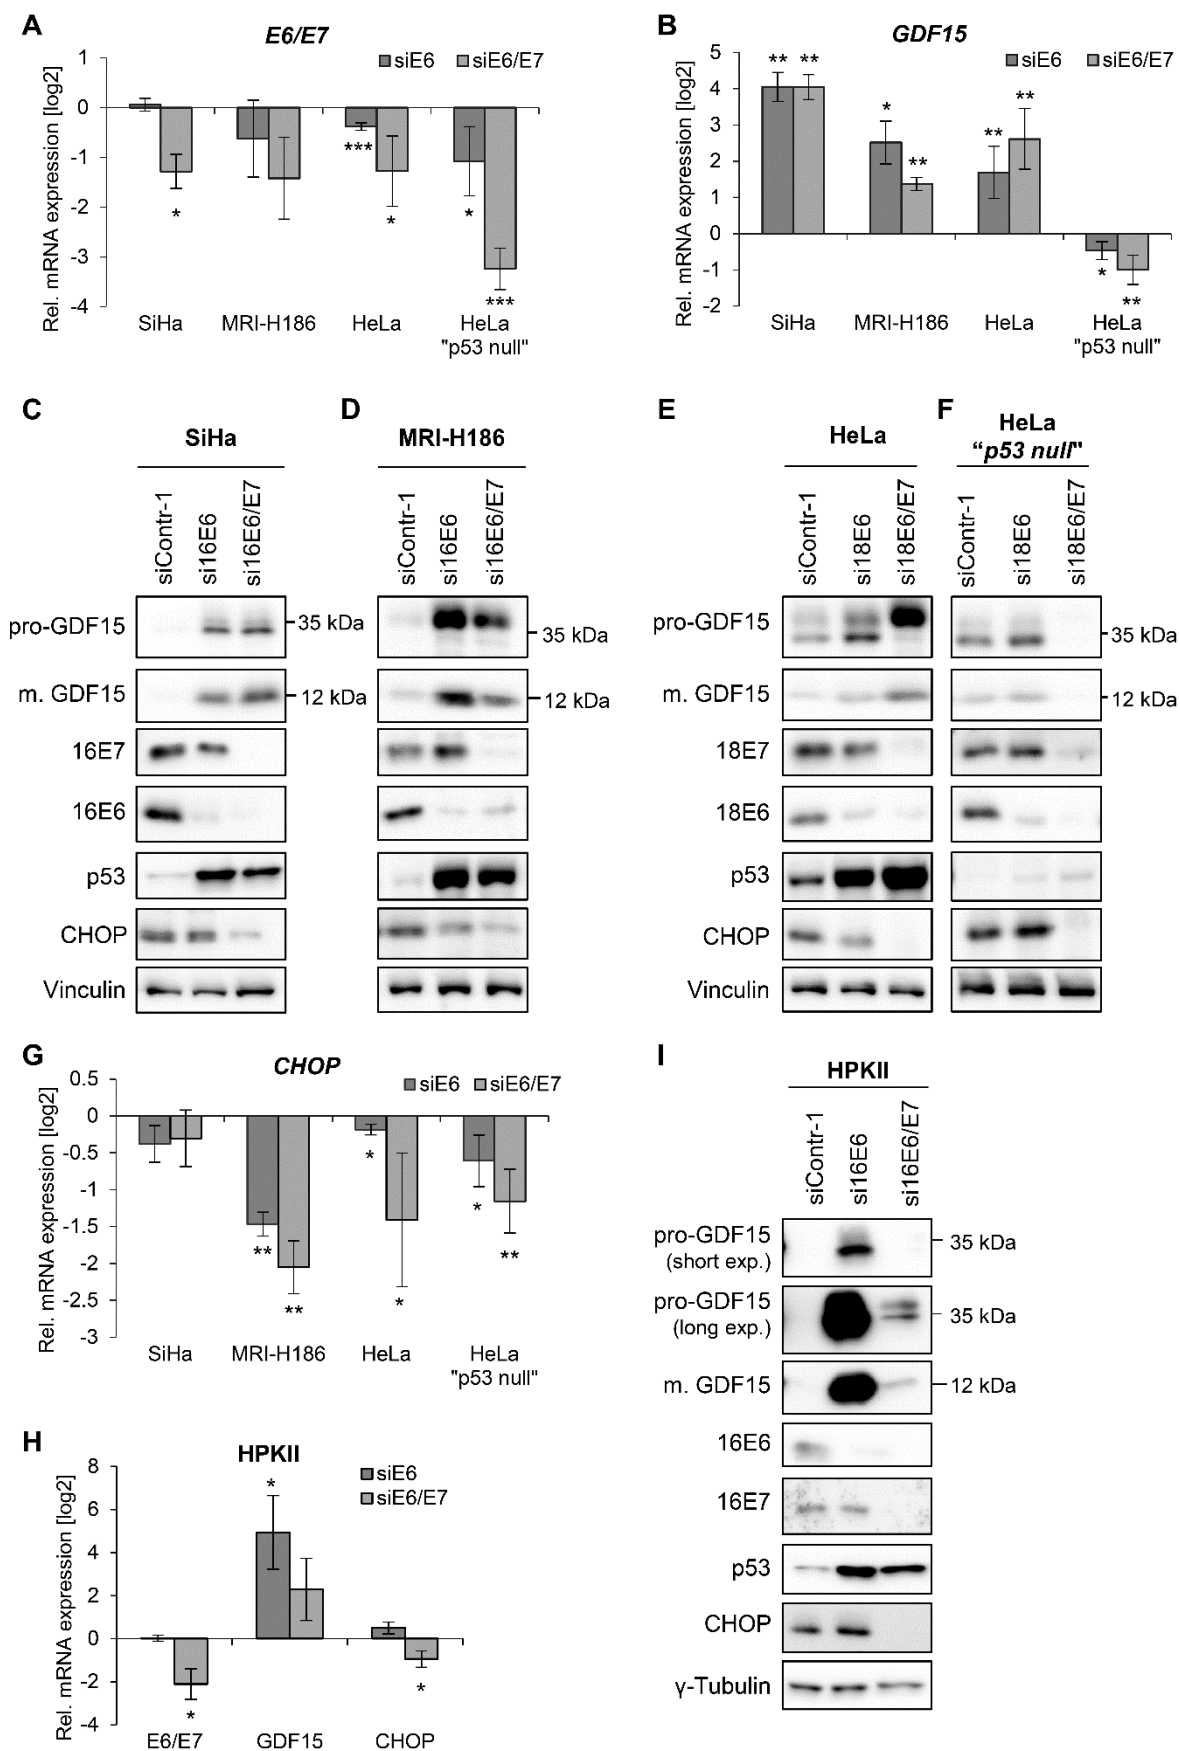 A
E6/E7
siE6 siE6/E7
Rel. mRNA expression [log2]
1
0
-1
-2
-3
-4
*
***
*
*
***
SiHa MRI-H186 HeLa HeLa
"p53 null"
B
GDF15
siE6 siE6/E7
Rel. mRNA expression [log2]
5
4
3
2
1
0
-1
-2
** **
*
**
**
**
*
**
SiHa MRI-H186 HeLa HeLa
"p53 null"
C
SiHa
siContr-1
si16E6
si16E6/E7
D
MRI-H186
siContr-1
si16E6
si16E6/E7
pro-GDF15 35 kDa 35 kDa
m. GDF15 12 kDa 12 kDa
16E7
16E6
p53
CHOP
Vinculin
E
HeLa
siContr-1
si18E6
si18E6/E7
F
HeLa
“p53 null"
siContr-1
si18E6
si18E6/E7
pro-GDF15 35 kDa
m. GDF15 12 kDa
18E7
18E6
p53
CHOP
Vinculin
G
CHOP
siE6 siE6/E7
Rel. mRNA expression [log2]
0.5
0
-0.5
-1
-1.5
-2
-2.5
-3
**
**
*
*
*
**
SiHa MRI-H186 HeLa HeLa
"p53 null"
H
HPKII
siE6
siE6/E7
Rel. mRNA expression [log2]
8
6
4
2
0
-2
-4
*
*
*
E6/E7 GDF15 CHOP
I
HPKII
siContr-1
si16E6
si16E6/E7
pro-GDF15
(short exp.)
35 kDa
pro-GDF15
(long exp.)
35 kDa
m. GDF15 12 kDa
16E6
16E7
p53
CHOP
γ-Tubulin